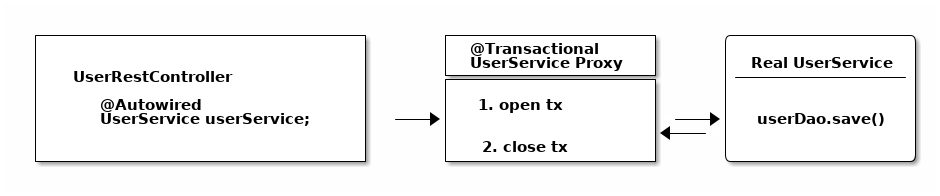 UserRestController
@Autowired
UserService userService;
@Transactional
UserService Proxy
1. open tx
2. close tx
Real UserService
userDao.save()